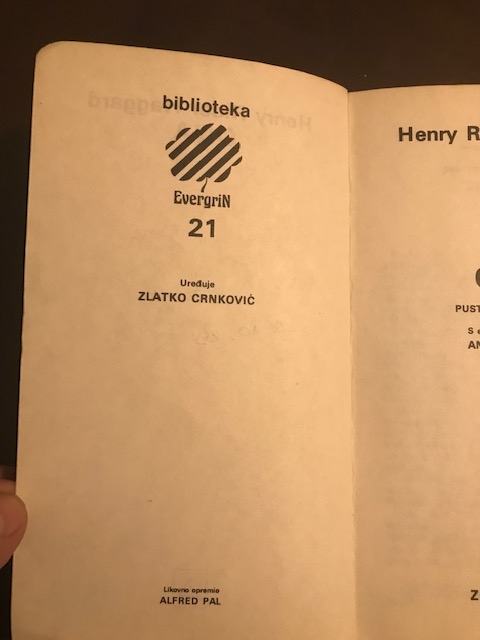 biblioteka
EvergriN
21
Uređuje
ZLATKO CRNKOVIĆ
Likovno opremio
ALFRED PAL
Henry R
PUST
S e
AN
Z